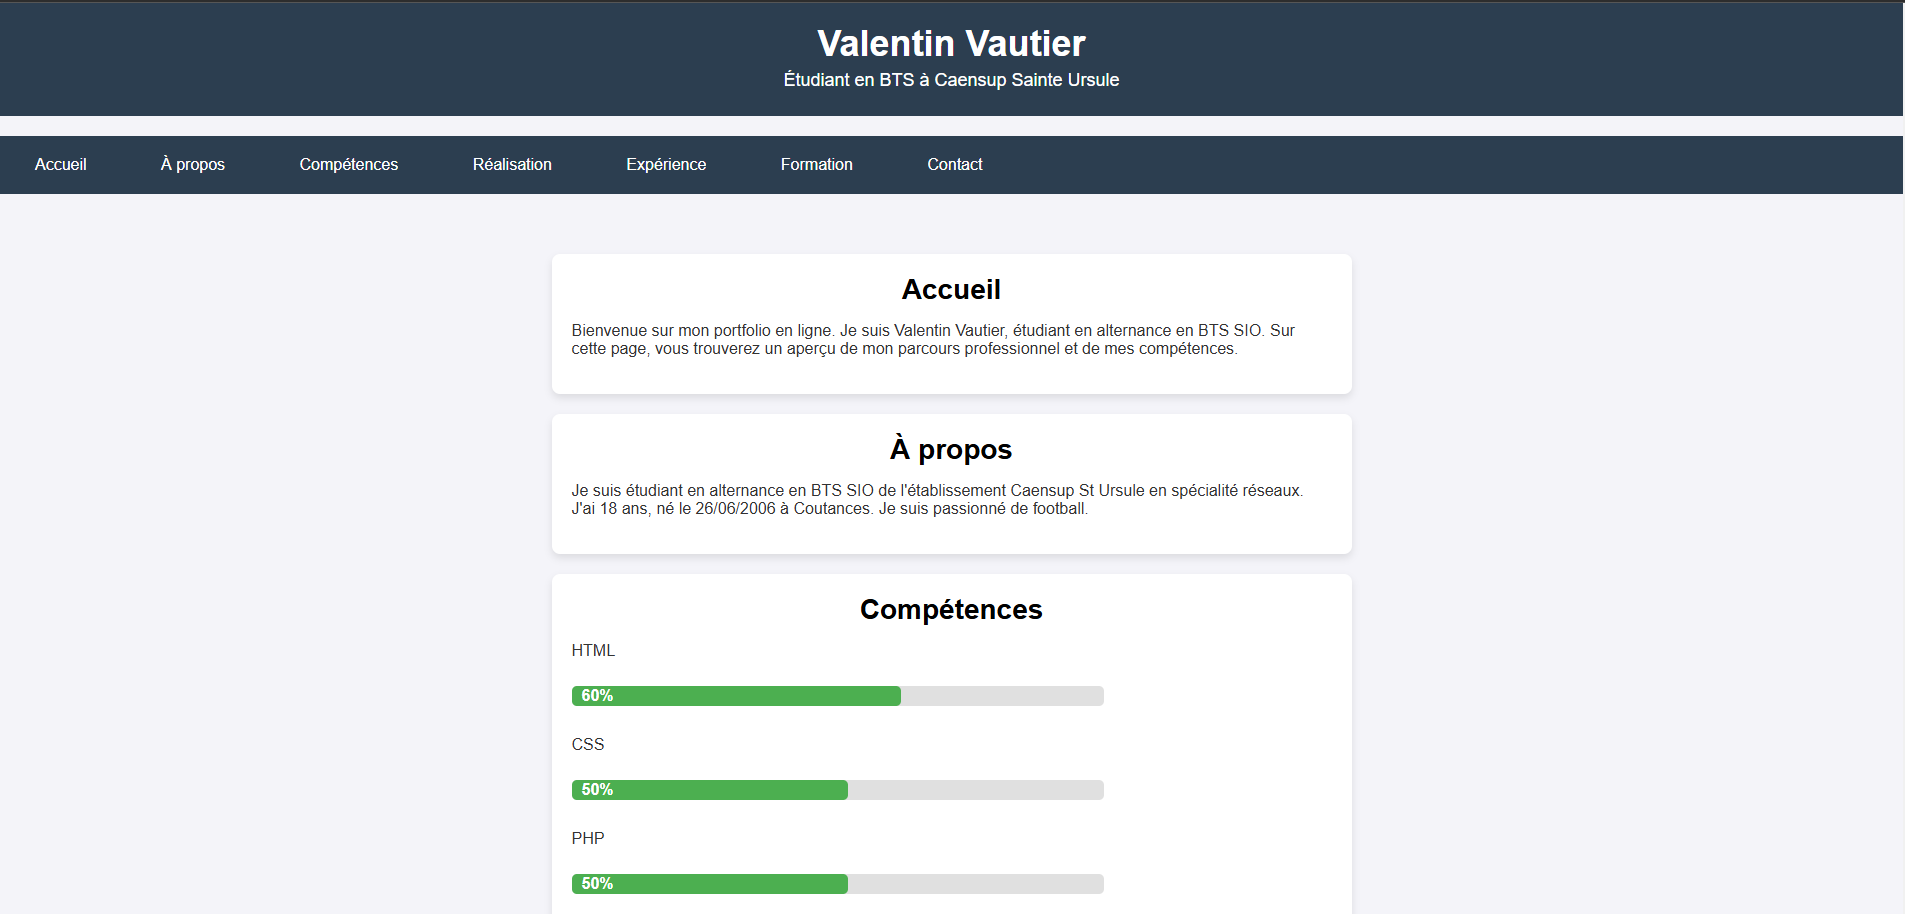 Valentin Vautier
Étudiant en BTS à Caensup Sainte Ursule
Accueil À propos Compétences Réalisation Expérience Formation Contact
Accueil
Bienvenue sur mon portfolio en ligne. Je suis Valentin Vautier, étudiant en alternance en BTS SIO. Sur
cette page, vous trouverez un aperçu de mon parcours professionnel et de mes compétences.
À propos
Je suis étudiant en alternance en BTS SIO de l'établissement Caensup St Ursule en spécialité réseaux.
J'ai 18 ans, né le 26/06/2006 à Coutances. Je suis passionné de football.
Compétences
HTML
60%
CSS
50%
PHP
50%